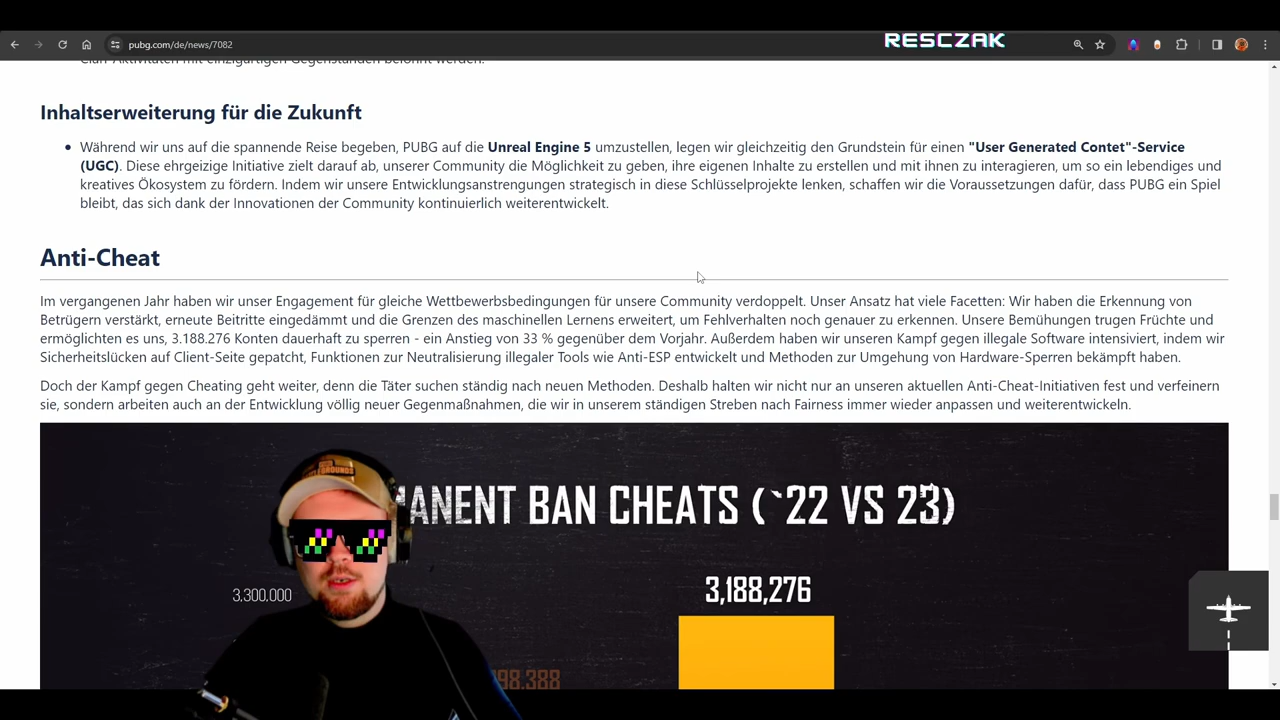 RESCZAK
pubg.com/de/news/7082
Clan-Aktivitäten mit einzigartigen Gegenständen belohnt werden.
Inhaltserweiterung für die Zukunft
• Während wir uns auf die spannende Reise begeben, PUBG auf die Unreal Engine 5 umzustellen, legen wir gleichzeitig den Grundstein für einen "User Generated Contet"-Service
(UGC). Diese ehrgeizige Initiative zielt darauf ab, unserer Community die Möglichkeit zu geben, ihre eigenen Inhalte zu erstellen und mit ihnen zu interagieren, um so ein lebendiges und
kreatives Ökosystem zu fördern. Indem wir unsere Entwicklungsanstrengungen strategisch in diese Schlüsselprojekte lenken, schaffen wir die Voraussetzungen dafür, dass PUBG ein Spiel
bleibt, das sich dank der Innovationen der Community kontinuierlich weiterentwickelt.
Anti-Cheat
Im vergangenen Jahr haben wir unser Engagement für gleiche Wettbewerbsbedingungen für unsere Community verdoppelt. Unser Ansatz hat viele Facetten: Wir haben die Erkennung von
Betrügern verstärkt, erneute Beitritte eingedämmt und die Grenzen des maschinellen Lernens erweitert, um Fehlverhalten noch genauer zu erkennen. Unsere Bemühungen trugen Früchte und
ermöglichten es uns, 3.188.276 Konten dauerhaft zu sperren - ein Anstieg von 33 % gegenüber dem Vorjahr. Außerdem haben wir unseren Kampf gegen illegale Software intensiviert, indem wir
Sicherheitslücken auf Client-Seite gepatcht, Funktionen zur Neutralisierung illegaler Tools wie Anti-ESP entwickelt und Methoden zur Umgehung von Hardware-Sperren bekämpft haben.
Doch der Kampf gegen Cheating geht weiter, denn die Täter suchen ständig nach neuen Methoden. Deshalb halten wir nicht nur an unseren aktuellen Anti-Cheat-Initiativen fest und verfeinern
sie, sondern arbeiten auch an der Entwicklung völlig neuer Gegenmaßnahmen, die wir in unserem ständigen Streben nach Fairness immer wieder anpassen und weiterentwickeln.
MANENT BAN CHEATS (`22 VS 23)
3,188,276
3,300,000
98,388